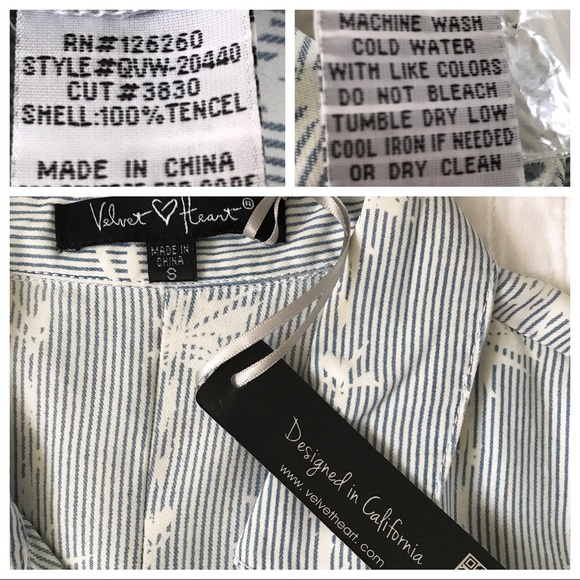 RN#126260
STYLE#QVW-20440
CUT#3830
SHELL:100%TENCEL
MADE IN CHINA
MACHINE WASH
COLD WATER
WITH LIKE COLORS
DO NOT BLEACH
TUMBLE DRY LOW
COOL IRON IF NEEDED
OR DRY CLEAN
Velvet Heart®
MADE IN
CHINA
S
Designed in California
www.velvetheart.com